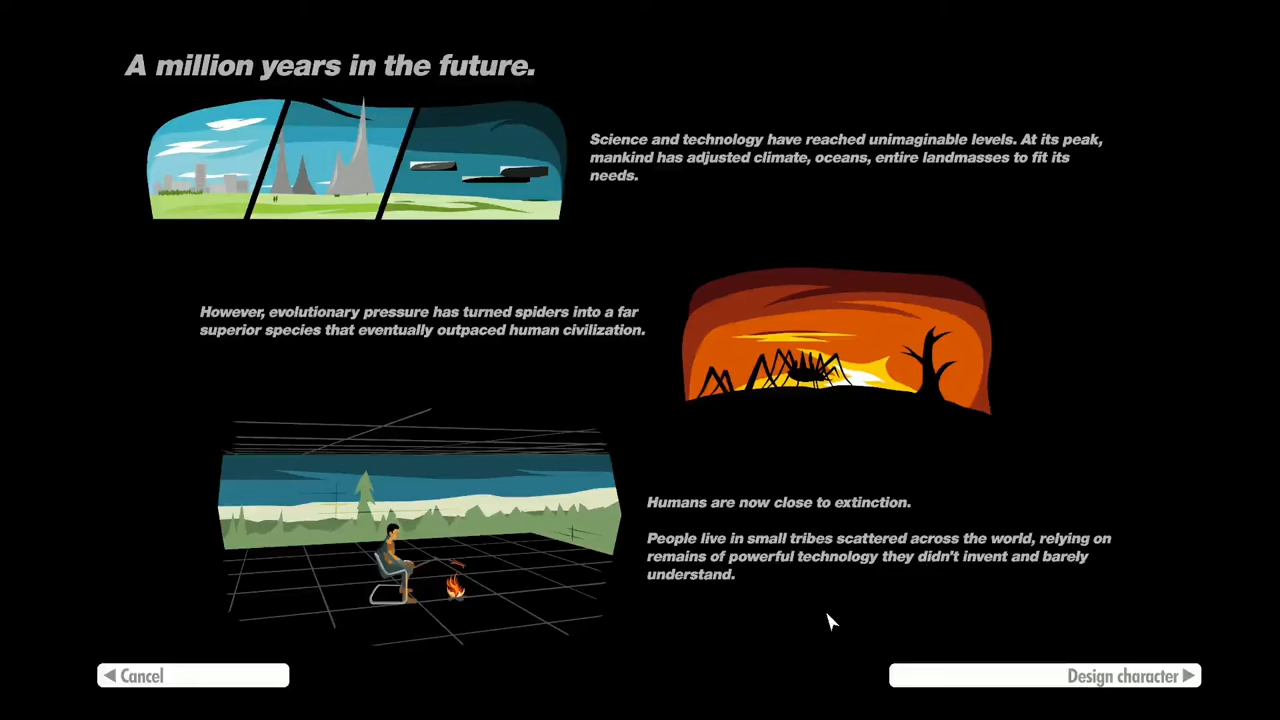 A million years in the future.
Science and technology have reached unimaginable levels. At its peak,
mankind has adjusted climate, oceans, entire landmasses to fit its
needs.
However, evolutionary pressure has turned spiders into a far
superior species that eventually outpaced human civilization.
Humans are now close to extinction.
People live in small tribes scattered across the world, relying on
remains of powerful technology they didn't invent and barely
understand.
Cancel
Design character